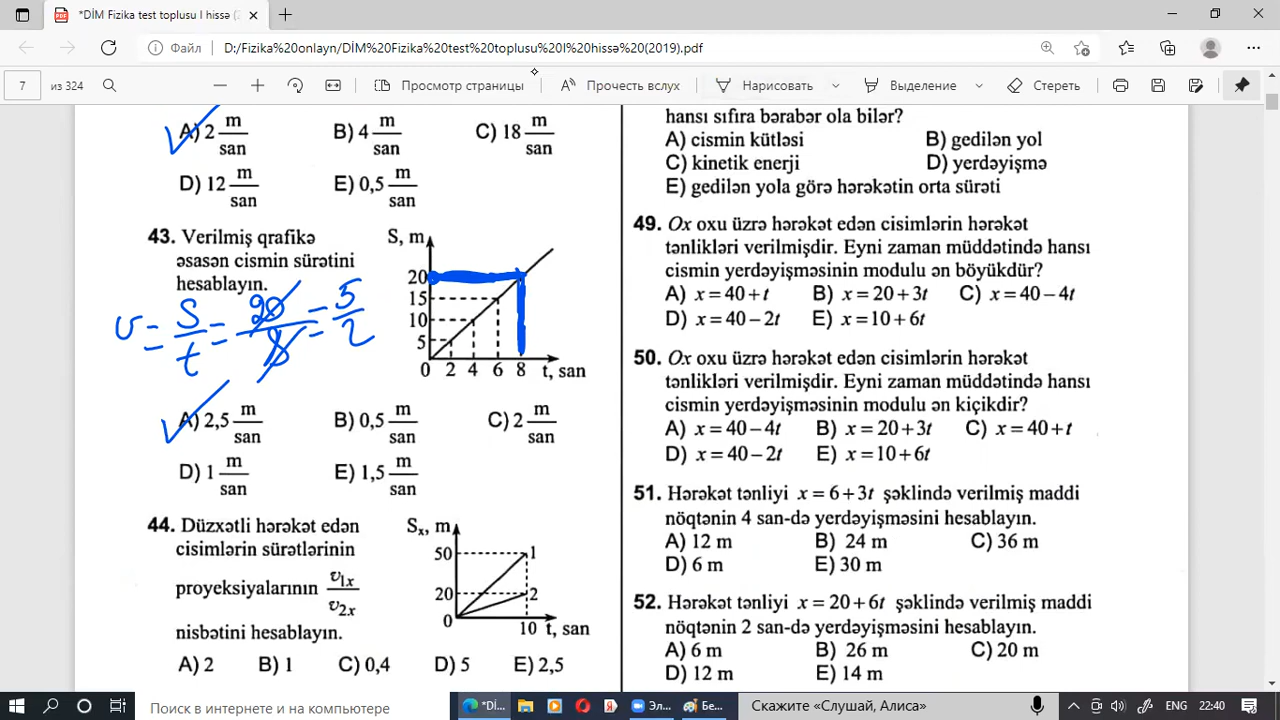 *DİM Fizika test toplusu I hissə (
Файл
D:/Fizika%20onlayn/DİM%20Fizika%20test%20toplusu%20I%20hissə%20(2019).pdf
7 из 324
Просмотр страницы
Прочесть вслух
Нарисовать
Выделение
Стереть
A) 2 m/san B) 4 m/san C) 18 m/san
D) 12 m/san E) 0,5 m/san
43. Verilmiş qrafikə
əsasən cismin sürətini
hesablayın.
S, m
20
15
10
5
0 2 4 6 8 t, san
υ = S/t = 20/8 = 5/2
A) 2,5 m/san B) 0,5 m/san C) 2 m/san
D) 1 m/san E) 1,5 m/san
44. Düzxətli hərəkət edən
cisimlərin sürətlərinin
proyeksiyalarının υ1x/υ2x
nisbətini hesablayın.
Sx, m
50 1
20 2
0 10 t, san
A) 2 B) 1 C) 0,4 D) 5 E) 2,5
hansı sıfıra bərabər ola bilər?
A) cismin kütləsi B) gedilən yol
C) kinetik enerji D) yerdəyişmə
E) gedilən yola görə hərəkətin orta sürəti
49. Ox oxu üzrə hərəkət edən cisimlərin hərəkət
tənlikləri verilmişdir. Eyni zaman müddətində hansı
cismin yerdəyişməsinin modulu ən böyükdür?
A) x = 40 + t B) x = 20 + 3t C) x = 40 – 4t
D) x = 40 – 2t E) x = 10 + 6t
50. Ox oxu üzrə hərəkət edən cisimlərin hərəkət
tənlikləri verilmişdir. Eyni zaman müddətində hansı
cismin yerdəyişməsinin modulu ən kiçikdir?
A) x = 40 – 4t B) x = 20 + 3t C) x = 40 + t
D) x = 40 – 2t E) x = 10 + 6t
51. Hərəkət tənliyi x = 6 + 3t şəklində verilmiş maddi
nöqtənin 4 san-də yerdəyişməsini hesablayın.
A) 12 m B) 24 m C) 36 m
D) 6 m E) 30 m
52. Hərəkət tənliyi x = 20 + 6t şəklində verilmiş maddi
nöqtənin 2 san-də yerdəyişməsini hesablayın.
A) 6 m B) 26 m C) 20 m
D) 12 m E) 14 m
Поиск в интернете и на компьютере
*Dİ...
Эл...
Бе...
Скажите «Слушай, Алиса»
ENG
22:40